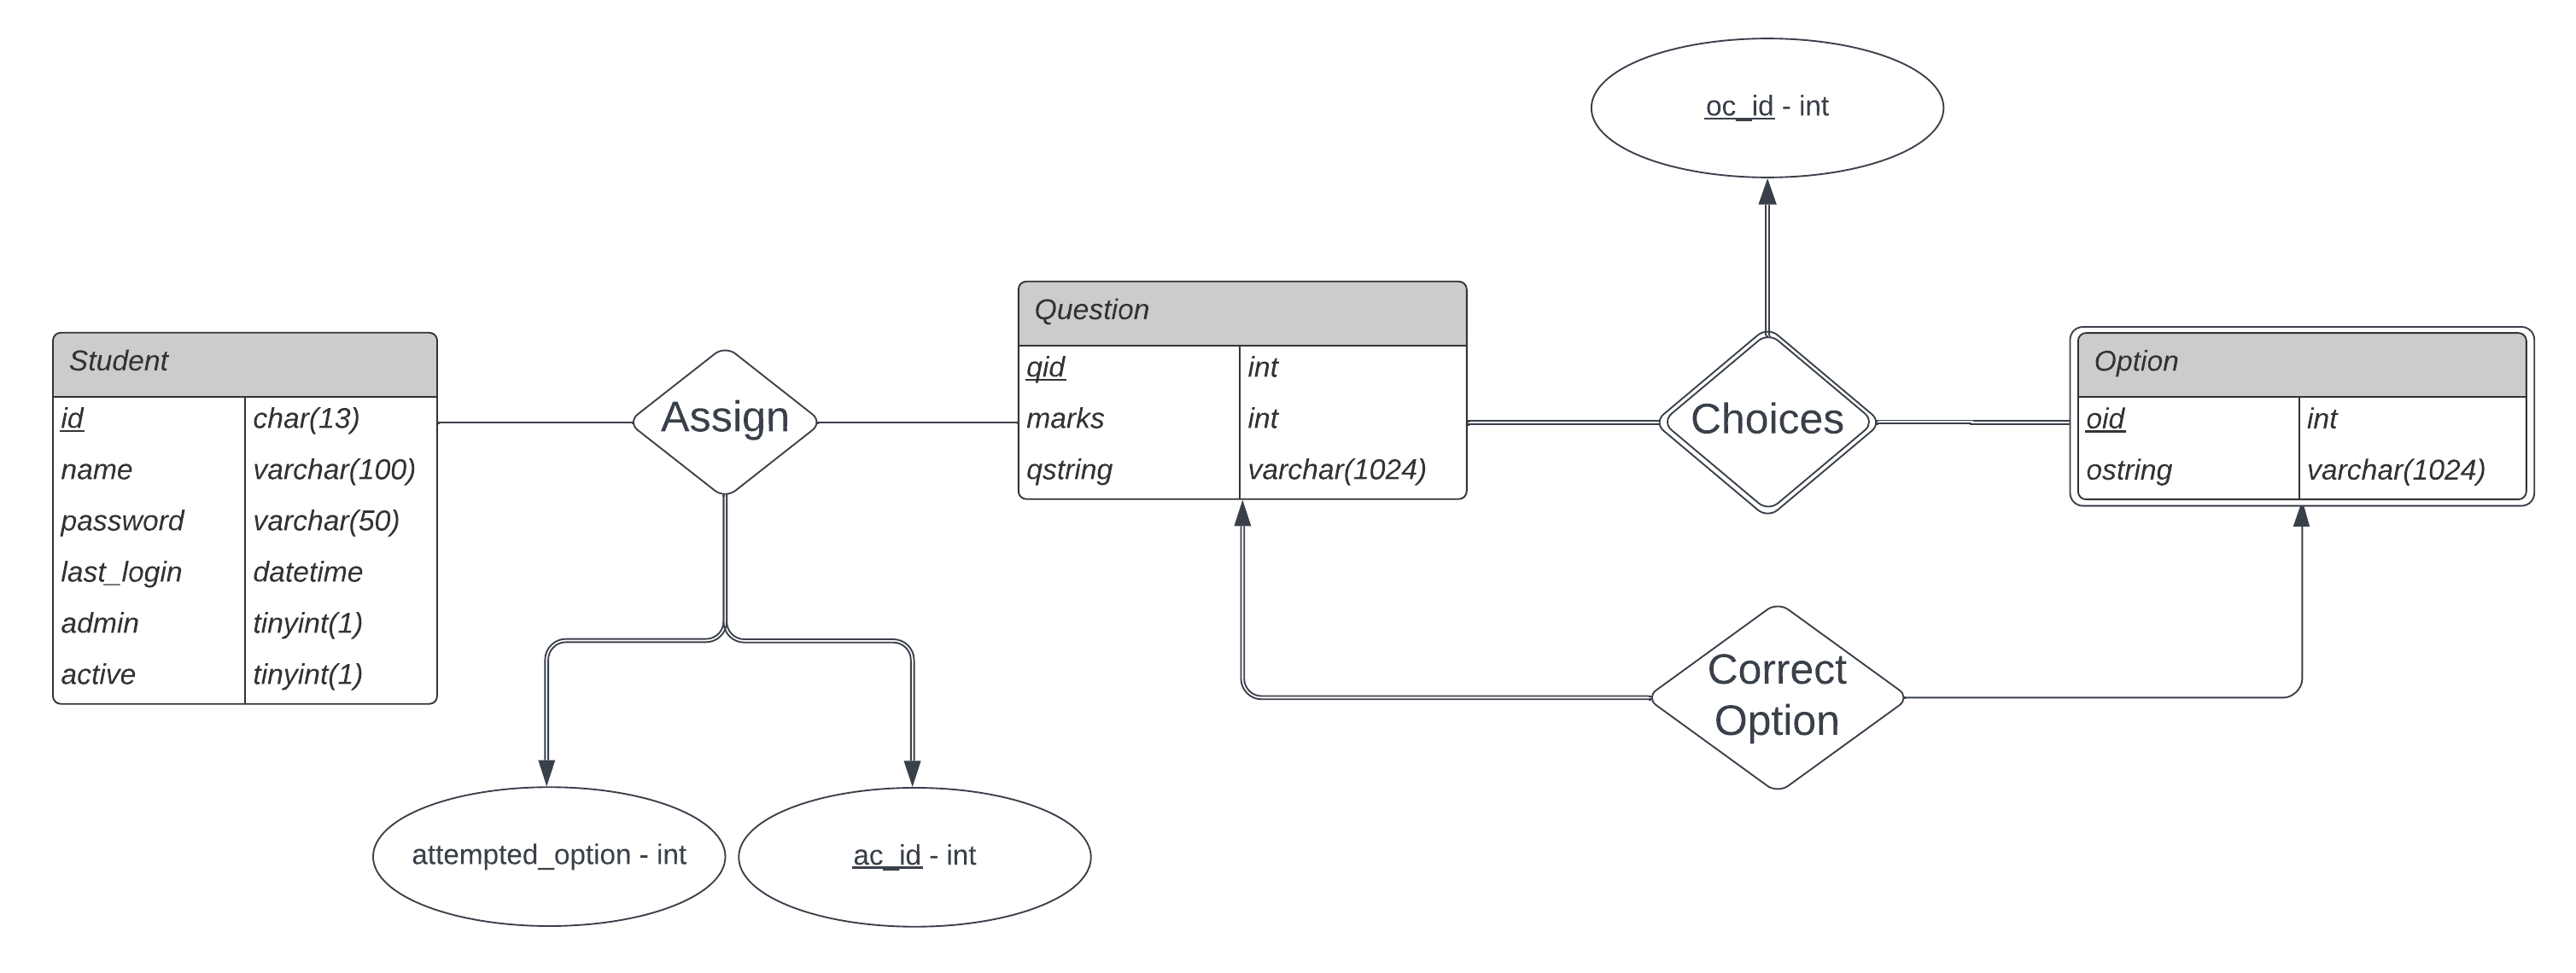 oc_id - int
Question
qid int
marks int
qstring varchar(1024)
Student
id char(13)
name varchar(100)
password varchar(50)
last_login datetime
admin tinyint(1)
active tinyint(1)
Assign
Choices
Option
oid int
ostring varchar(1024)
Correct
Option
attempted_option - int
ac_id - int